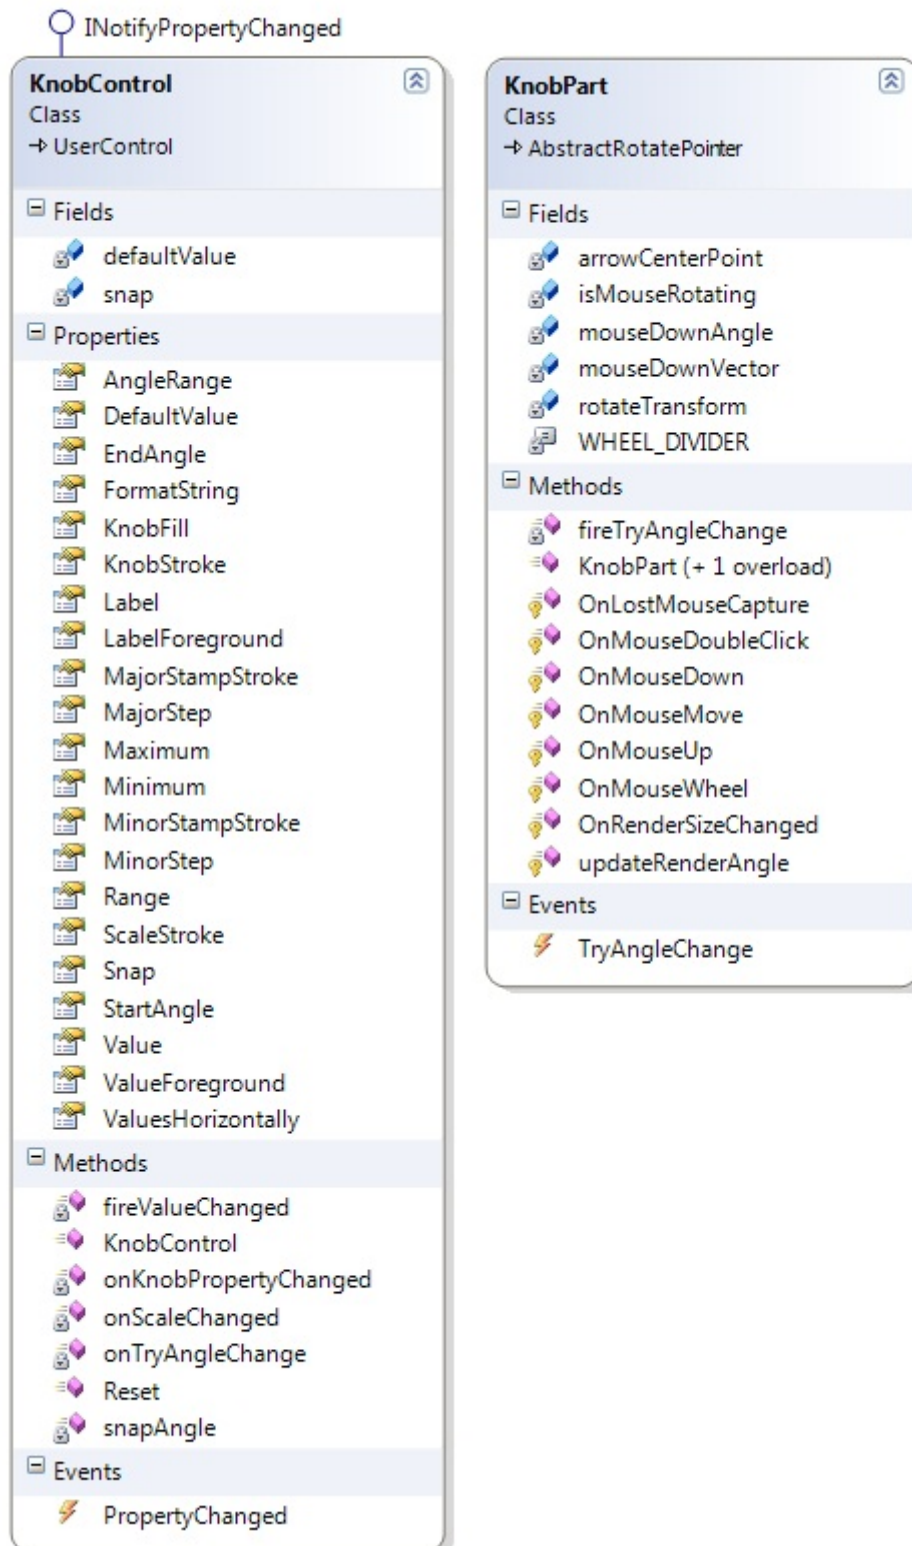 INotifyPropertyChanged
KnobControl
Class
UserControl
Fields
defaultValue
snap
Properties
AngleRange
DefaultValue
EndAngle
FormatString
KnobFill
KnobStroke
Label
LabelForeground
MajorStampStroke
MajorStep
Maximum
Minimum
MinorStampStroke
MinorStep
Range
ScaleStroke
Snap
StartAngle
Value
ValueForeground
ValuesHorizontally
Methods
fireValueChanged
KnobControl
onKnobPropertyChanged
onScaleChanged
onTryAngleChange
Reset
snapAngle
Events
PropertyChanged
KnobPart
Class
AbstractRotatePointer
Fields
arrowCenterPoint
isMouseRotating
mouseDownAngle
mouseDownVector
rotateTransform
WHEEL_DIVIDER
Methods
fireTryAngleChange
KnobPart (+ 1 overload)
OnLostMouseCapture
OnMouseDoubleClick
OnMouseDown
OnMouseMove
OnMouseUp
OnMouseWheel
OnRenderSizeChanged
updateRenderAngle
Events
TryAngleChange